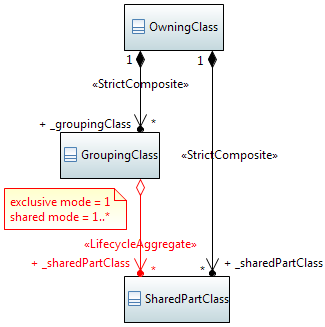 OwningClass
1
1
«StrictComposite»
+ _groupingClass
*
GroupingClass
«StrictComposite»
exclusive mode = 1
shared mode = 1..*
«LifecycleAggregate»
+ _sharedPartClass
*
*
+ _sharedPartClass
SharedPartClass